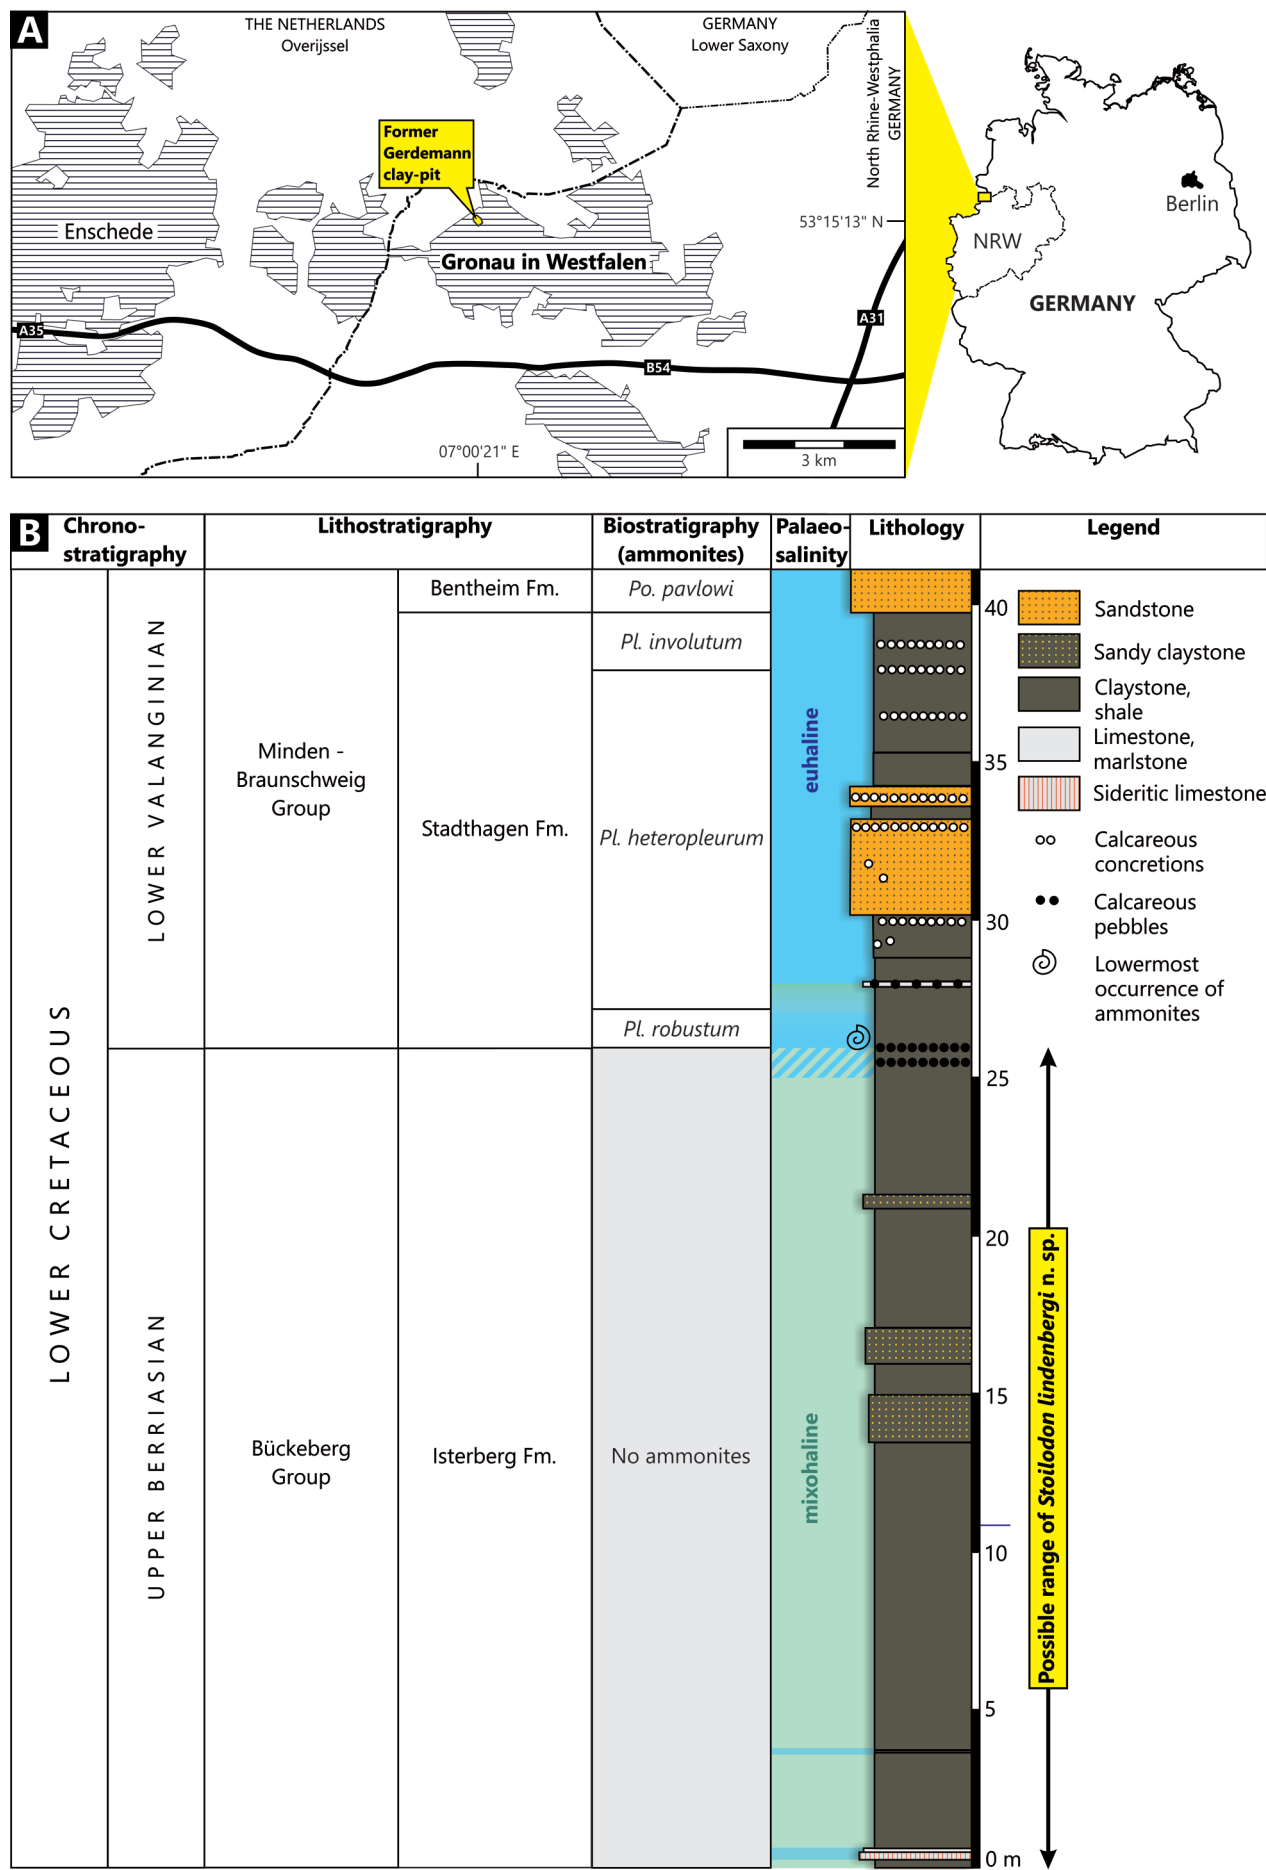 A
THE NETHERLANDS
Overijssel
GERMANY
Lower Saxony
North Rhine-Westphalia
GERMANY
Former
Gerdemann
clay-pit
Enschede
Gronau in Westfalen
53°15'13" N
A35
A31
B54
07°00'21" E
3 km
Berlin
NRW
GERMANY
B
Chrono-
stratigraphy
Lithostratigraphy
Biostratigraphy
(ammonites)
Palaeo-
salinity
Lithology
Legend
LOWER CRETACEOUS
LOWER VALANGINIAN
UPPER BERRIASIAN
Minden -
Braunschweig
Group
Bückeberg
Group
Bentheim Fm.
Stadthagen Fm.
Isterberg Fm.
Po. pavlowi
Pl. involutum
Pl. heteropleurum
Pl. robustum
No ammonites
euhaline
mixohaline
40
35
30
25
20
15
10
5
0 m
Sandstone
Sandy claystone
Claystone,
shale
Limestone,
marlstone
Sideritic limestone
Calcareous
concretions
Calcareous
pebbles
Lowermost
occurrence of
ammonites
Possible range of Stoilodon lindenbergi n. sp.